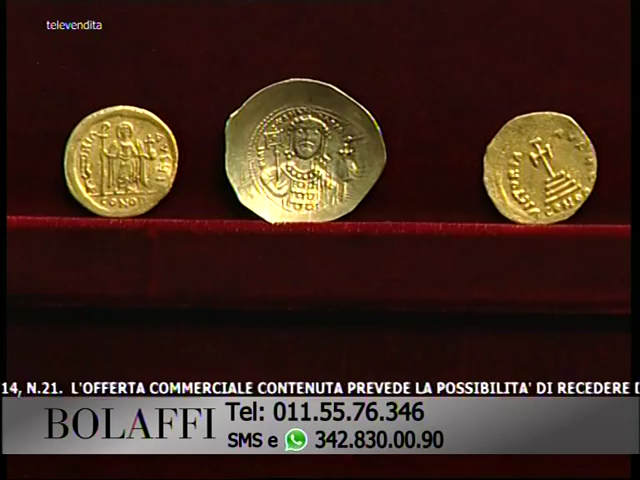 televendita
CONOB
14, N.21. L'OFFERTA COMMERCIALE CONTENUTA PREVEDE LA POSSIBILITA' DI RECEDERE
BOLAFFI
Tel: 011.55.76.346
SMS e 342.830.00.90